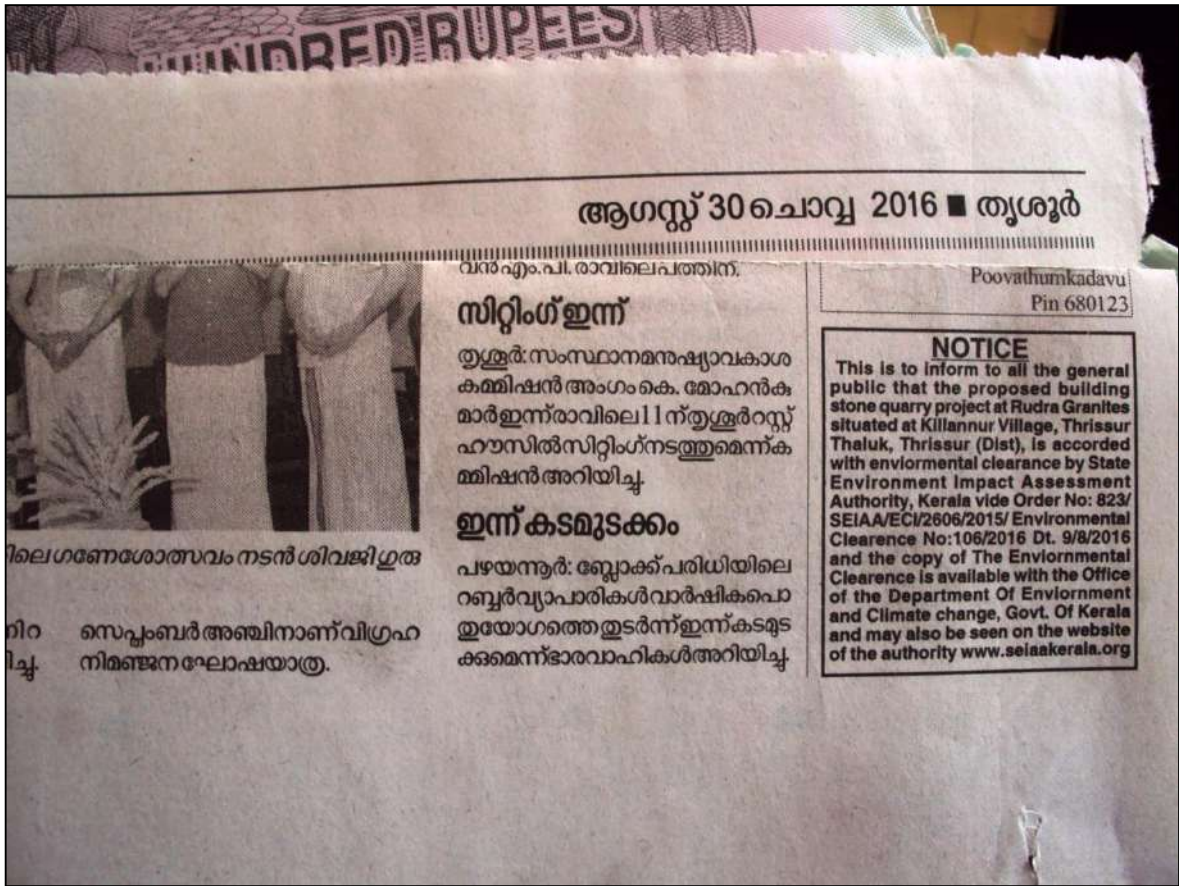 HUNDRED RUPEES
ആഗസ്റ്റ് 30 ചൊവ്വ 2016 ■ തൃശൂർ
വൻ എം.പി. രാവിലെ പത്തിന്.
സിറ്റിംഗ് ഇന്ന്
തൃശൂർ: സംസ്ഥാന മനുഷ്യാവകാശ
കമ്മിഷൻ അംഗം കെ. മോഹൻകു
മാർ ഇന്ന് രാവിലെ 11ന് തൃശൂർ റസ്റ്റ്
ഹൗസിൽ സിറ്റിംഗ് നടത്തുമെന്ന് ക
മ്മിഷൻ അറിയിച്ചു.
ഇന്ന് കടമുടക്കം
പഴയന്നൂർ: ബ്ലോക്ക് പരിധിയിലെ
റബ്ബർ വ്യാപാരികൾ വാർഷിക പൊ
തുയോഗത്തെ തുടർന്ന് ഇന്ന് കടമുട
ക്കുമെന്ന് ഭാരവാഹികൾ അറിയിച്ചു.
ിലെ ഗണേശോത്സവം നടൻ ശിവജി ഗുരു
സെപ്തംബർ അഞ്ചിനാണ് വിഗ്രഹ
നിമഞ്ജന ഘോഷയാത്ര.
Poovathumkadavu
Pin 680123
NOTICE
This is to inform to all the general
public that the proposed building
stone quarry project at Rudra Granites
situated at Killannur Village, Thrissur
Thaluk, Thrissur (Dist), is accorded
with enviormental clearance by State
Environment Impact Assessment
Authority, Kerala vide Order No: 823/
SEIAA/ECI/2606/2015/ Environmental
Clearence No:106/2016 Dt. 9/8/2016
and the copy of The Enviornmental
Clearence is available with the Office
of the Department Of Enviornment
and Climate change, Govt. Of Kerala
and may also be seen on the website
of the authority www.seiaakerala.org